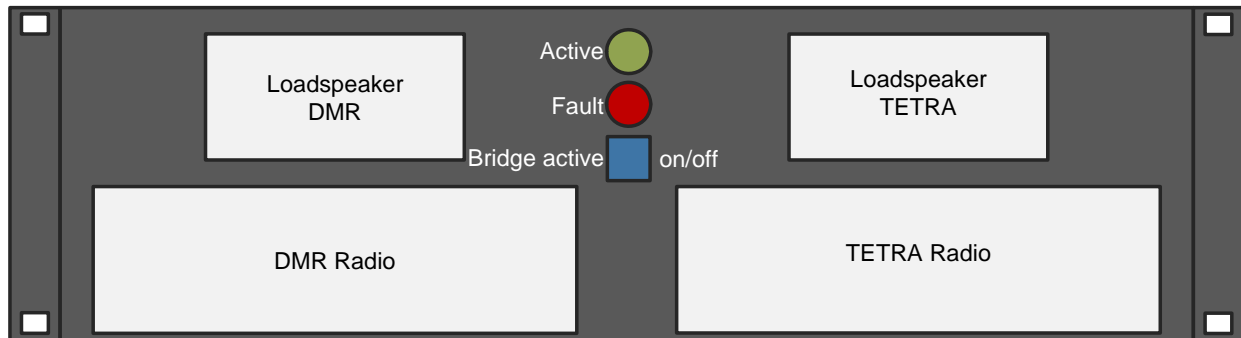 Loadspeaker
DMR
Active
Fault
Bridge active
on/off
Loadspeaker
TETRA
DMR Radio
TETRA Radio